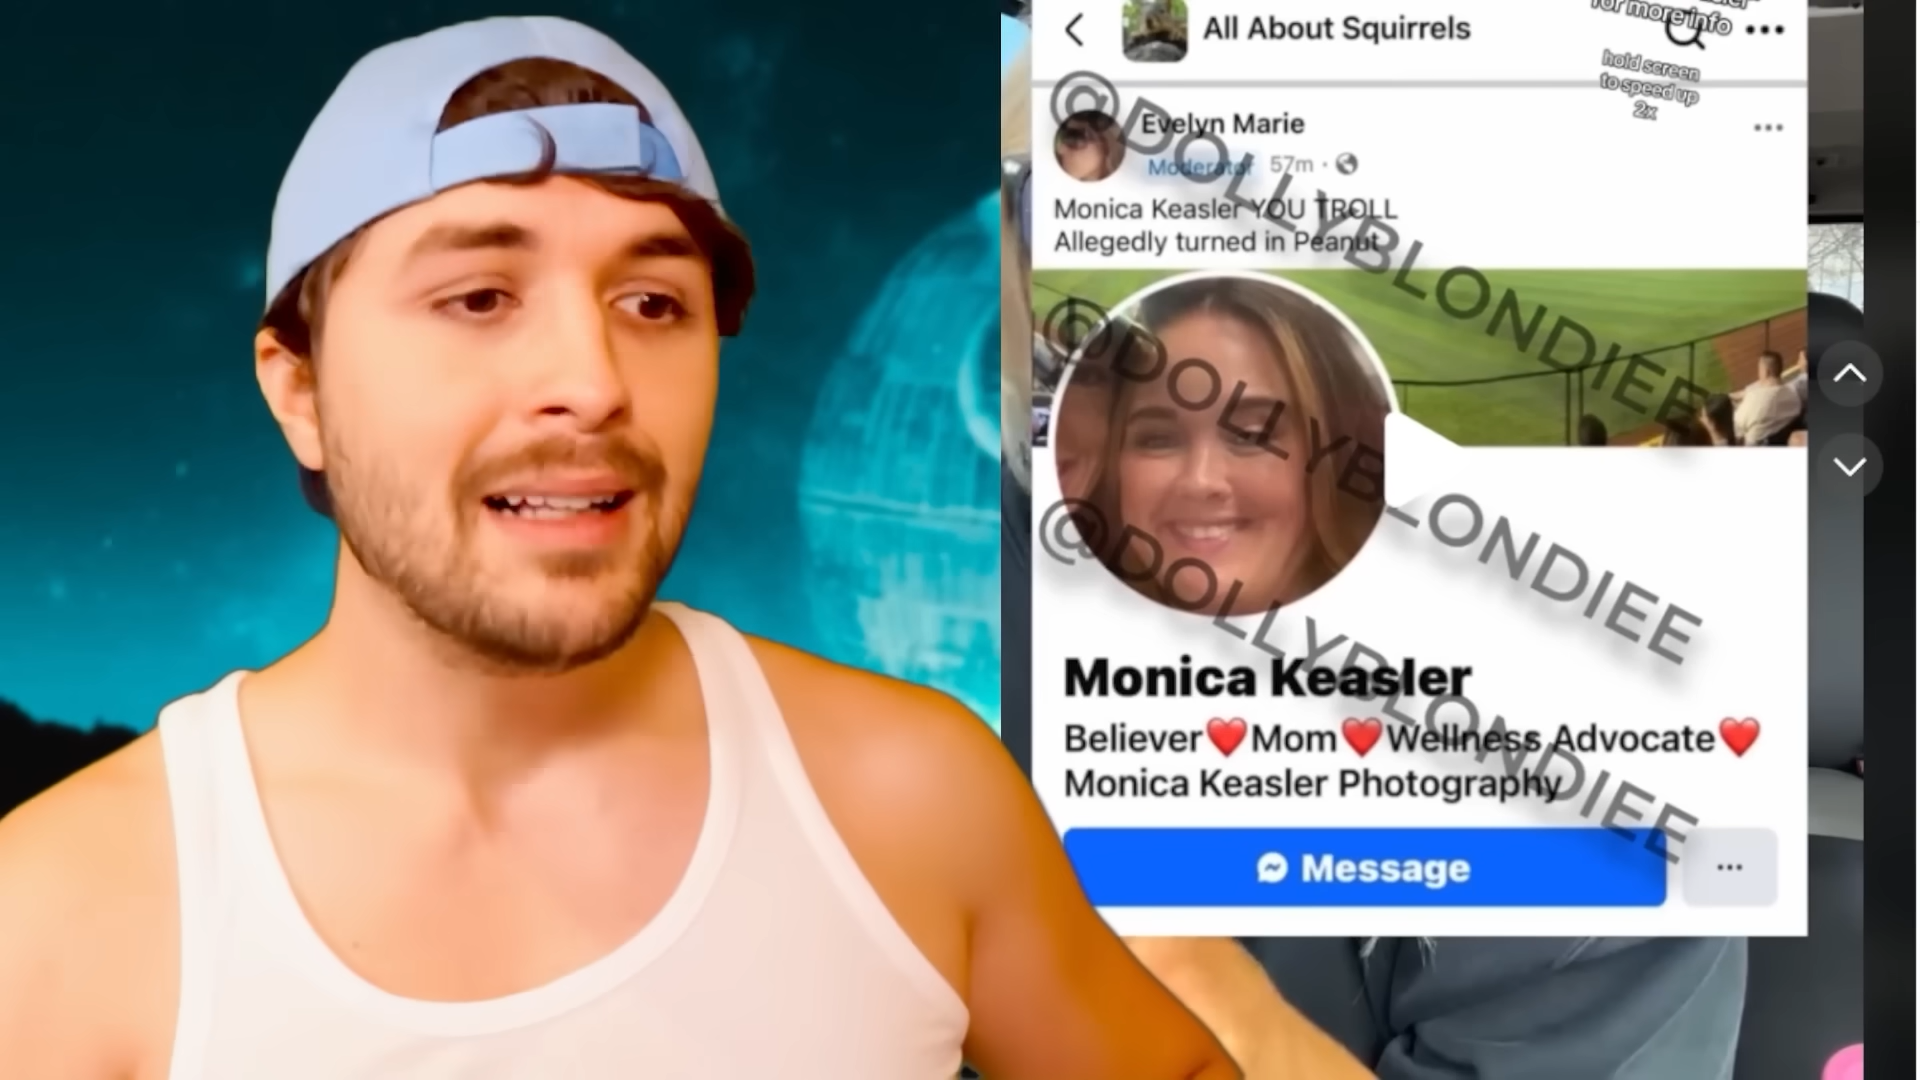 All About Squirrels
for more info
hold screen
to speed up
2x
Evelyn Marie
Moderator 57m ·
Monica Keasler YOU TROLL
Allegedly turned in Peanut
@DOLLYBLONDIEE
@DOLLYBLONDIEE
@DOLLYBLONDIEE
Monica Keasler
Believer❤️Mom❤️Wellness Advocate❤️
Monica Keasler Photography
Message